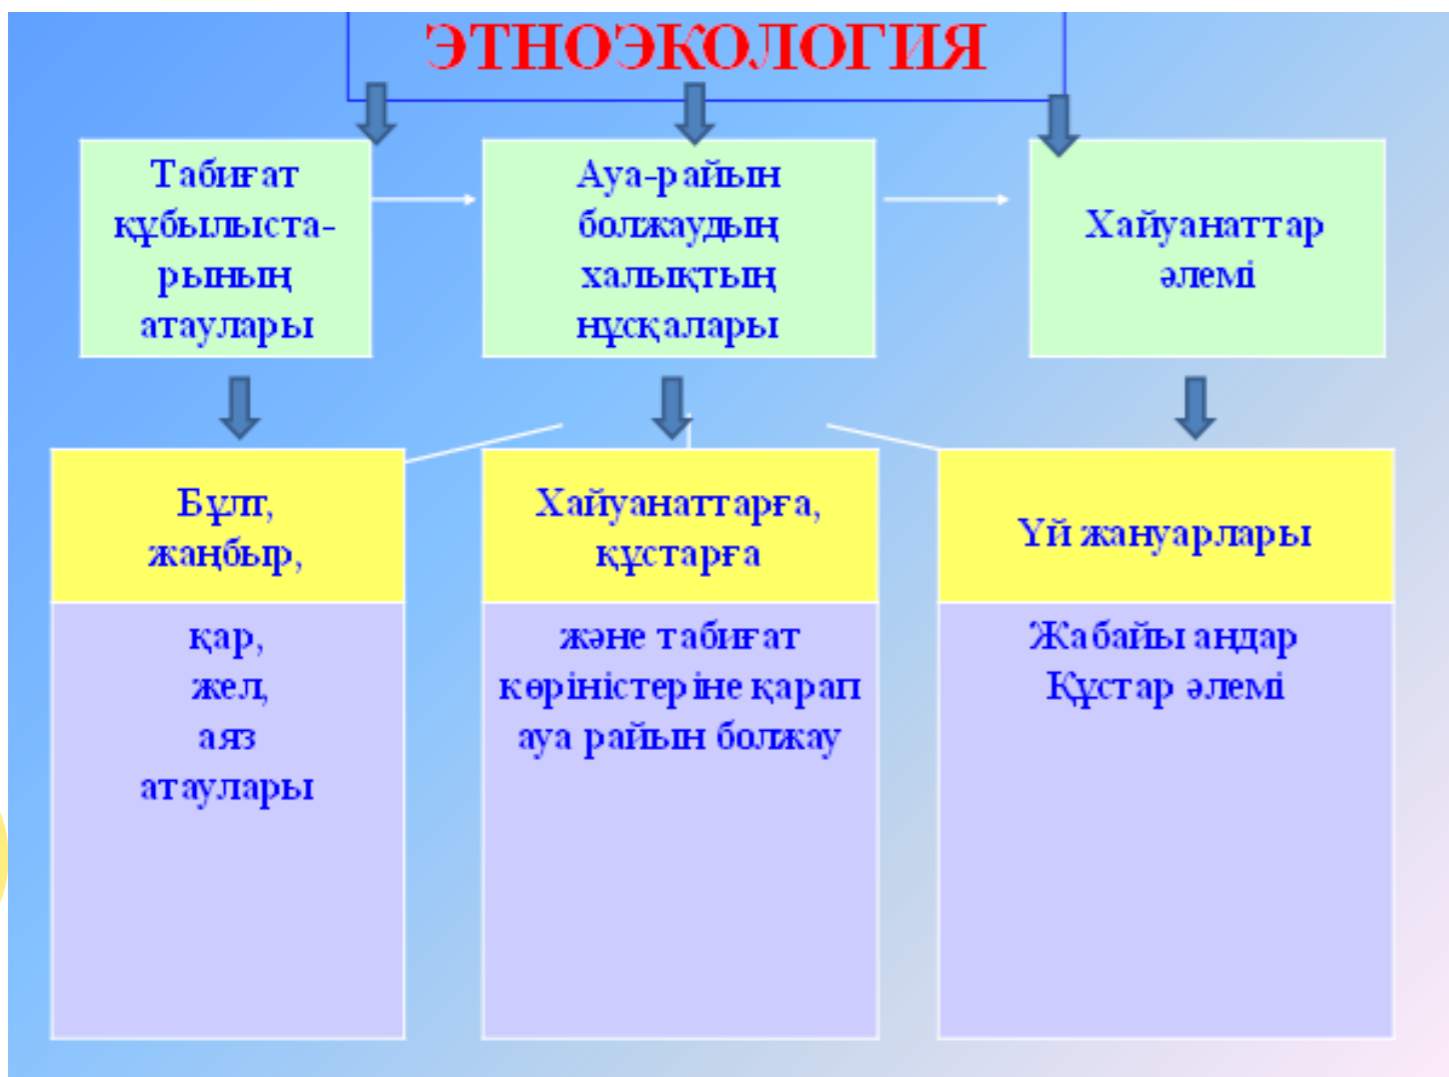 ЭТНОЭКОЛОГИЯ
Табиғат
құбылыста-
рының
атаулары
Ауа-райын
болжаудың
халықтың
нұсқалары
Хайуанаттар
әлемі
Бұлт,
жаңбыр,
қар,
жел,
аяз
атаулары
Хайуанаттарға,
құстарға
және табиғат
көріністеріне қарап
ауа райын болжау
Үй жануарлары
Жабайы аңдар
Құстар әлемі